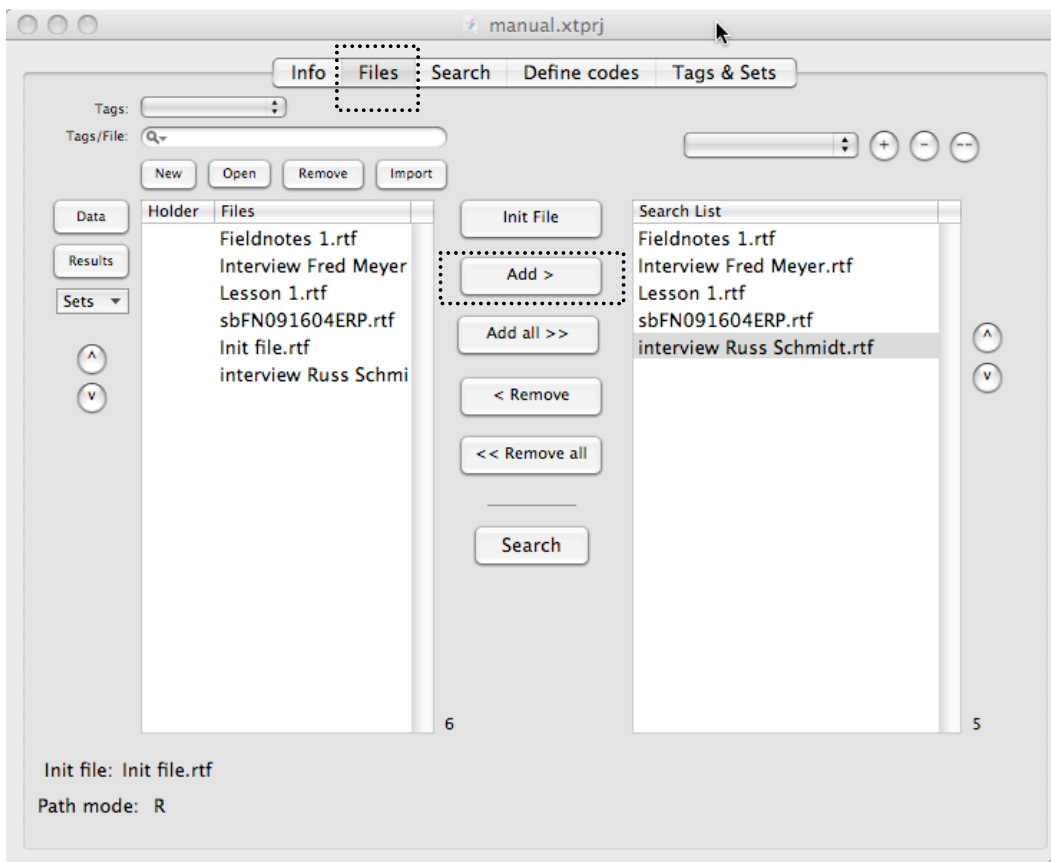 manual.xtprj
Info Files Search Define codes Tags & Sets
Tags:
Tags/File:
+ - --
New Open Remove Import
Data
Results
Sets
^
v
Holder Files
Fieldnotes 1.rtf
Interview Fred Meyer
Lesson 1.rtf
sbFN091604ERP.rtf
Init file.rtf
interview Russ Schmi
6
Init File
Add >
Add all >>
< Remove
<< Remove all
Search
Search List
Fieldnotes 1.rtf
Interview Fred Meyer.rtf
Lesson 1.rtf
sbFN091604ERP.rtf
interview Russ Schmidt.rtf
^
v
5
Init file: Init file.rtf
Path mode: R